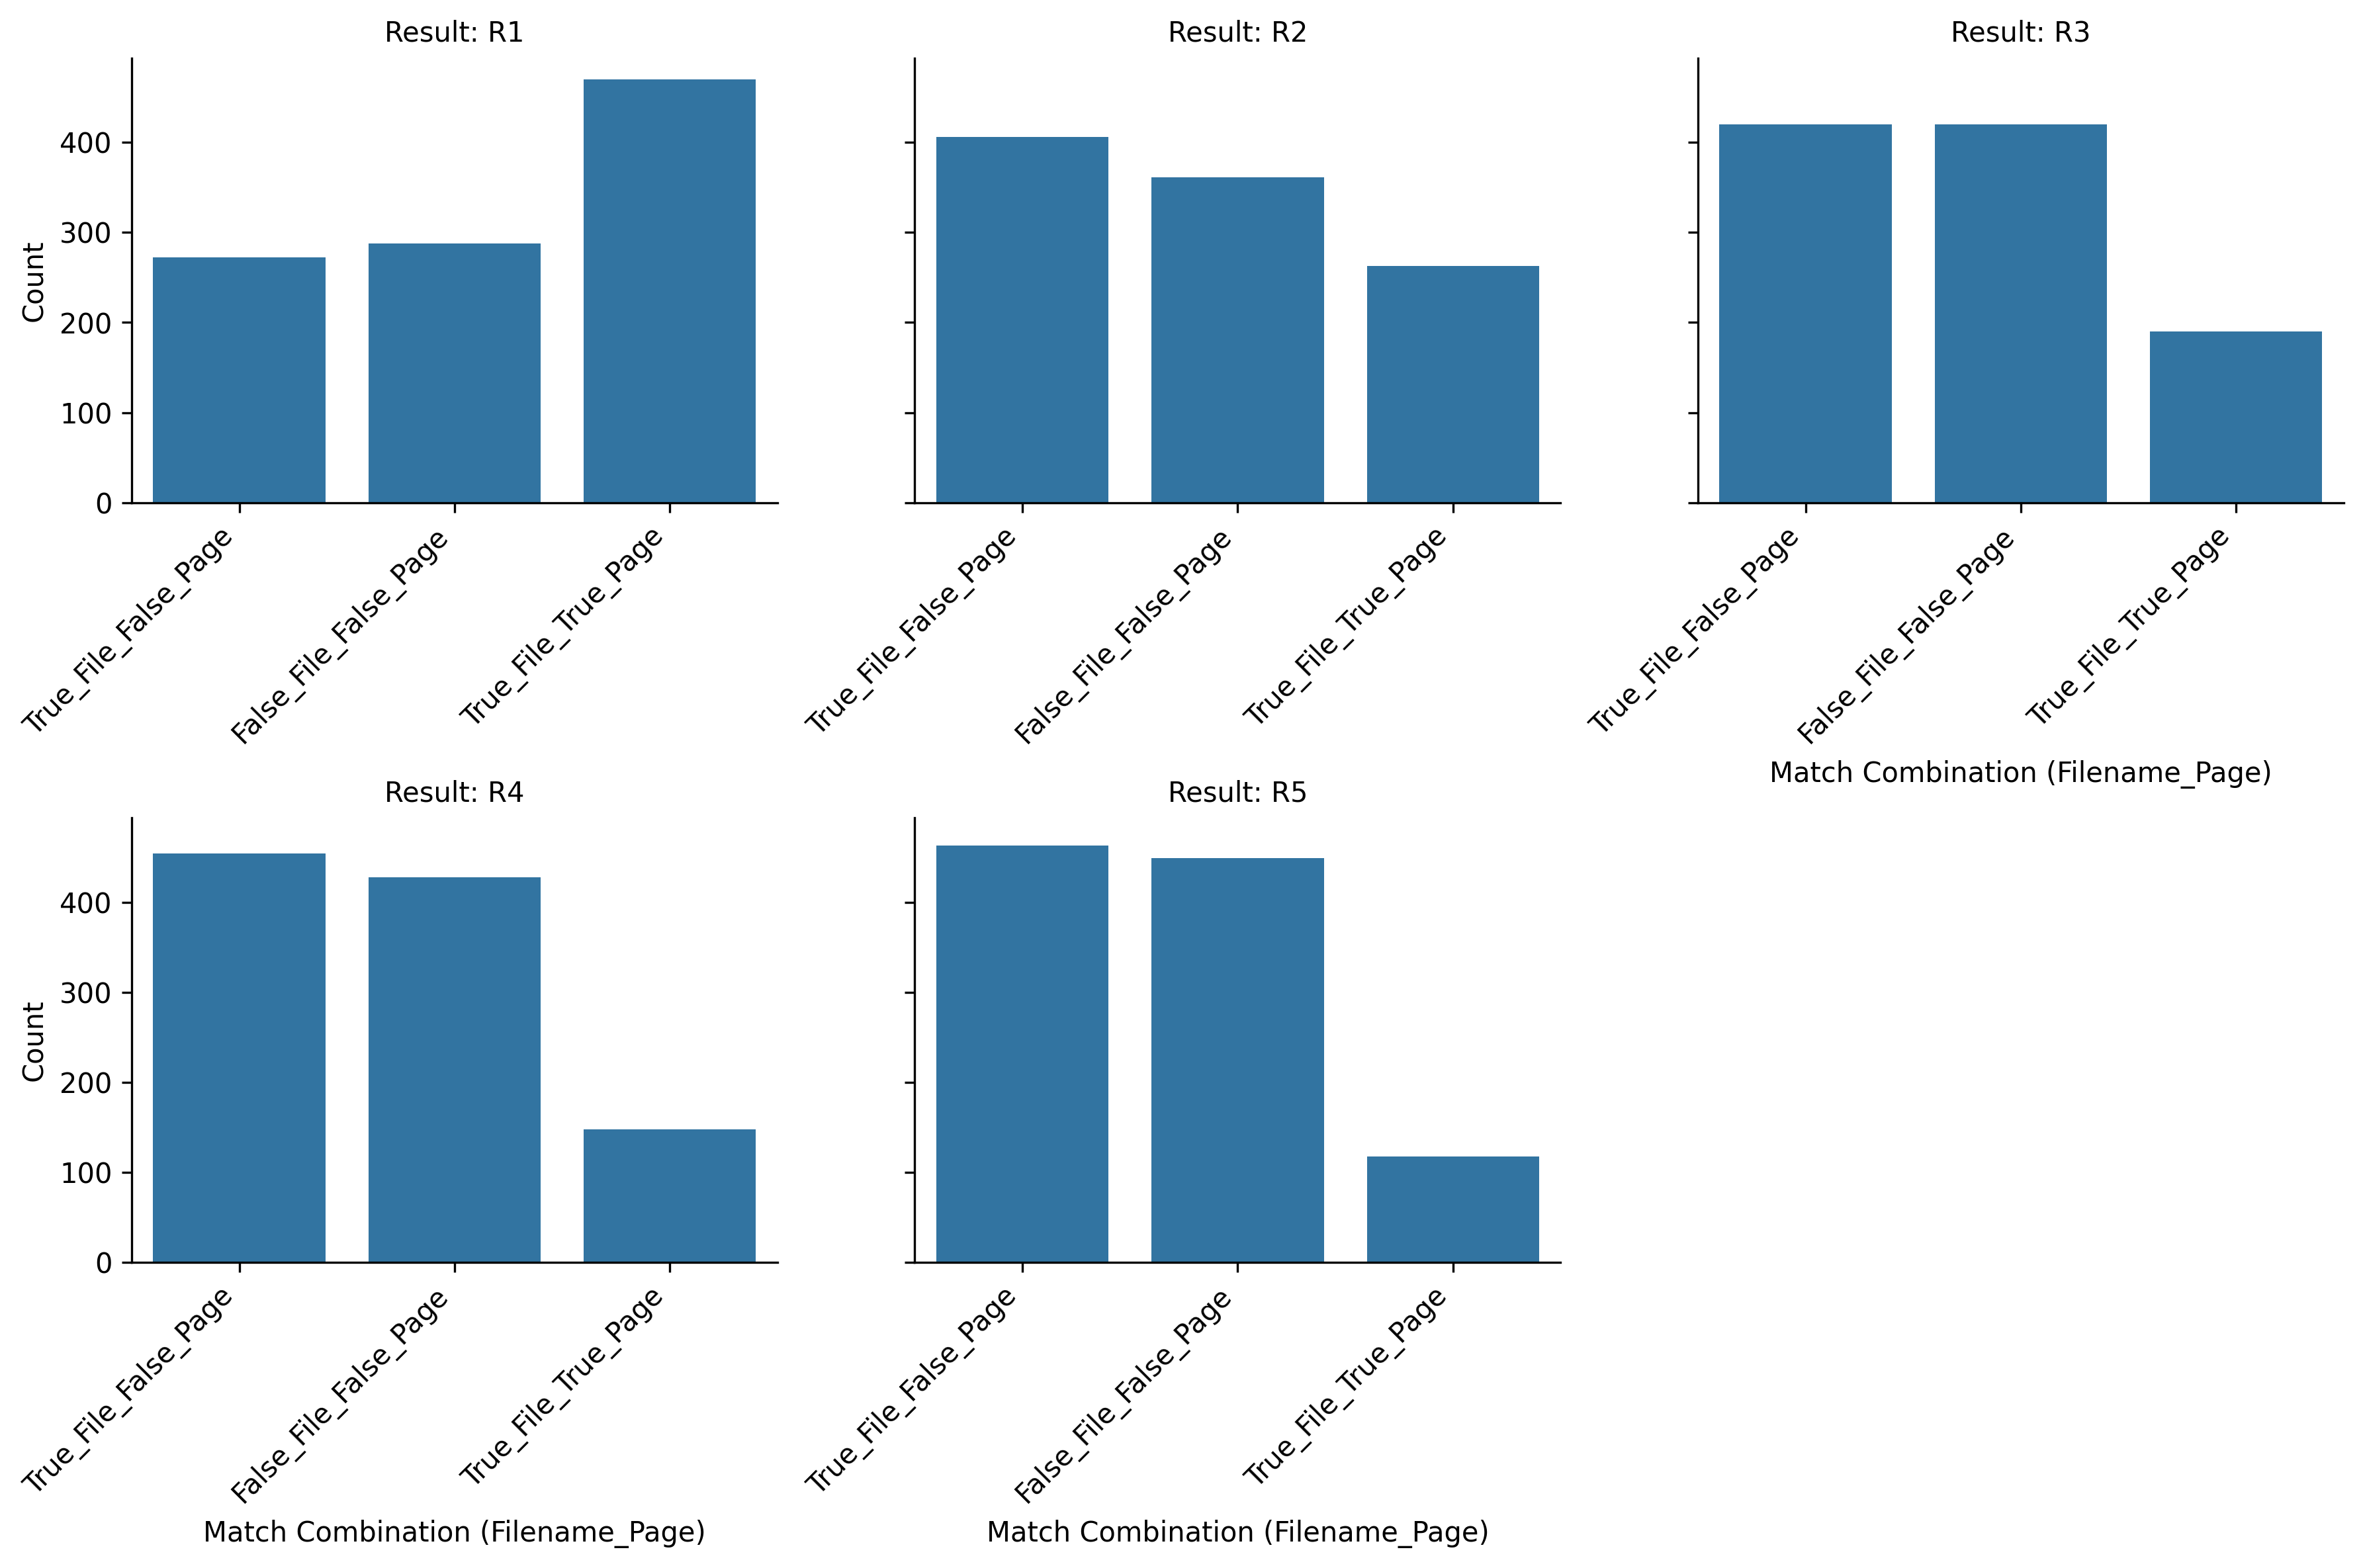 Result: R1
Count
400
300
200
100
0
True_File_False_Page
False_File_False_Page
True_File_True_Page
Result: R2
True_File_False_Page
False_File_False_Page
True_File_True_Page
Result: R3
True_File_False_Page
False_File_False_Page
True_File_True_Page
Match Combination (Filename_Page)
Result: R4
Count
400
300
200
100
0
True_File_False_Page
False_File_False_Page
True_File_True_Page
Match Combination (Filename_Page)
Result: R5
True_File_False_Page
False_File_False_Page
True_File_True_Page
Match Combination (Filename_Page)